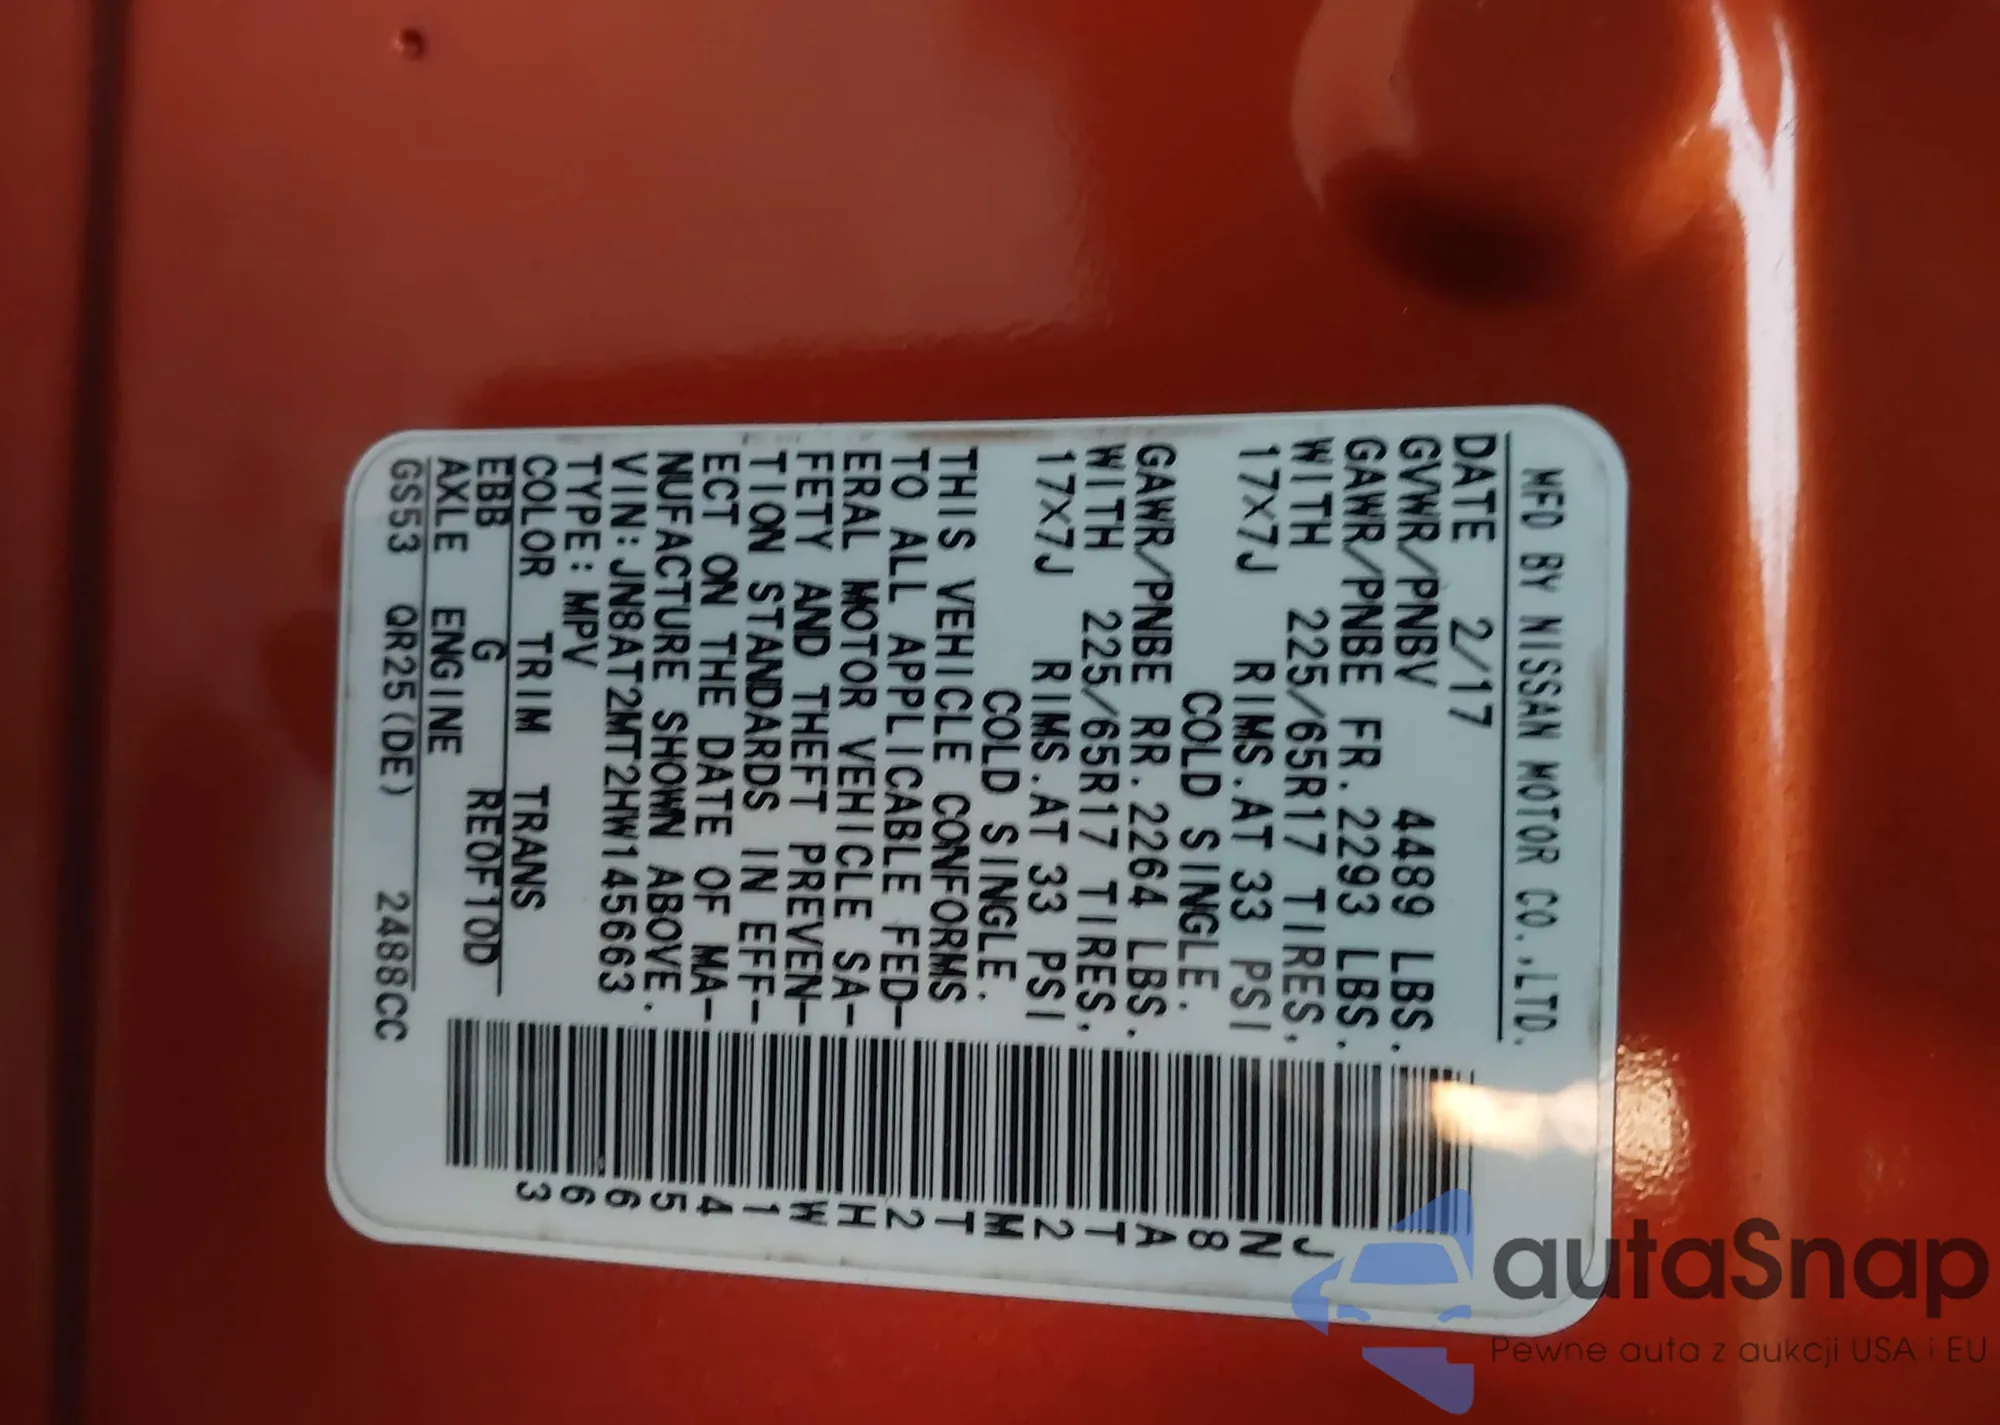 MFD BY NISSAN MOTOR CO.,LTD.
DATE 2/17
GVWR/PNBV 4489 LBS.
GAWR/PNBE FR.2293 LBS.
WITH 225/65R17 TIRES,
17×7J RIMS.AT 33 PSI
COLD SINGLE.
GAWR/PNBE RR.2264 LBS.
WITH 225/65R17 TIRES,
17×7J RIMS.AT 33 PSI
COLD SINGLE.
THIS VEHICLE CONFORMS
TO ALL APPLICABLE FED-
ERAL MOTOR VEHICLE SA-
FETY AND THEFT PREVEN-
TION STANDARDS IN EFF-
ECT ON THE DATE OF MA-
NUFACTURE SHOWN ABOVE.
VIN:JN8AT2MT2HW145663
TYPE:MPV
COLOR TRIM TRANS
EBB G RE0F10D
AXLE ENGINE
GS53 QR25(DE) 2488CC
JN8AT2MT2HW145663
autaSnap
Pewne auta z aukcji USA i EU